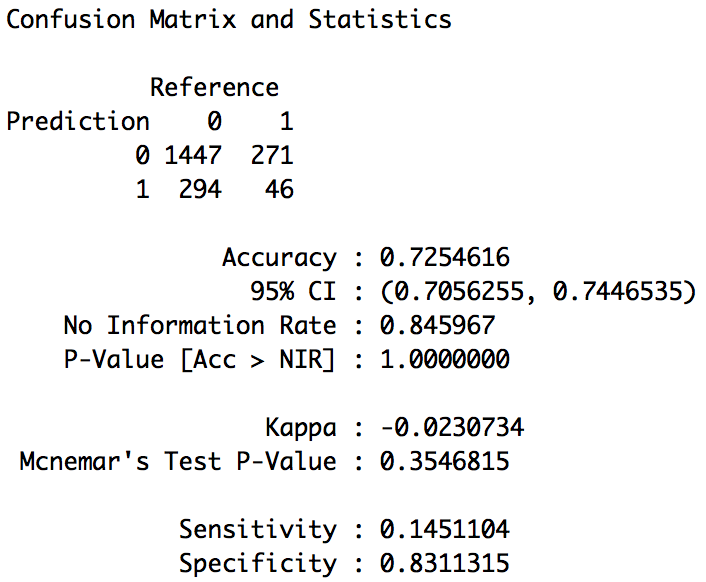 Confusion Matrix and Statistics
Reference
Prediction 0 1
0 1447 271
1 294 46
Accuracy : 0.7254616
95% CI : (0.7056255, 0.7446535)
No Information Rate : 0.845967
P-Value [Acc > NIR] : 1.0000000
Kappa : -0.0230734
Mcnemar's Test P-Value : 0.3546815
Sensitivity : 0.1451104
Specificity : 0.8311315